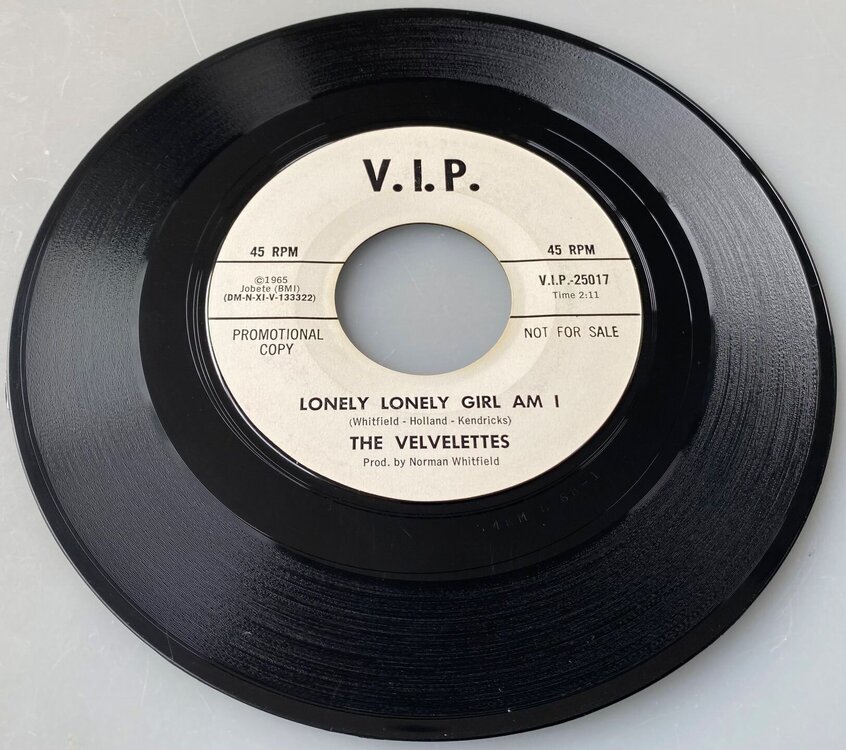 V.I.P.
45 RPM
45 RPM
©1965
Jobete (BMI)
(DM-N-XI-V-133322)
V.I.P.-25017
Time 2:11
PROMOTIONAL
COPY
NOT FOR SALE
LONELY LONELY GIRL AM I
(Whitfield - Holland - Kendricks)
THE VELVELETTES
Prod. by Norman Whitfield